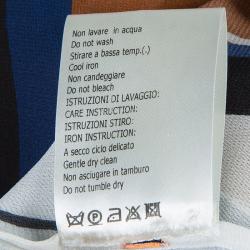 Non lavare in acqua
Do not wash
Stirare a bassa temp.(.)
Cool iron
Non candeggiare
Do not bleach
ISTRUZIONI DI LAVAGGIO:
CARE INSTRUCTION:
ISTRUZIONI STIRO:
IRON INSTRUCTION:
A secco ciclo delicato
Gentle dry clean
Non asciugare in tamburo
Do not tumble dry